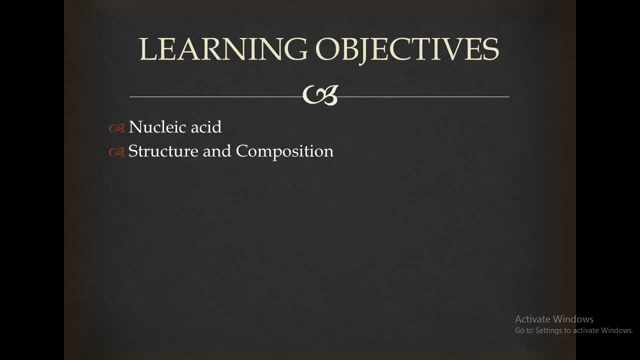 LEARNING OBJECTIVES
Nucleic acid
Structure and Composition
Activate Windows
Go to Settings to activate Windows.